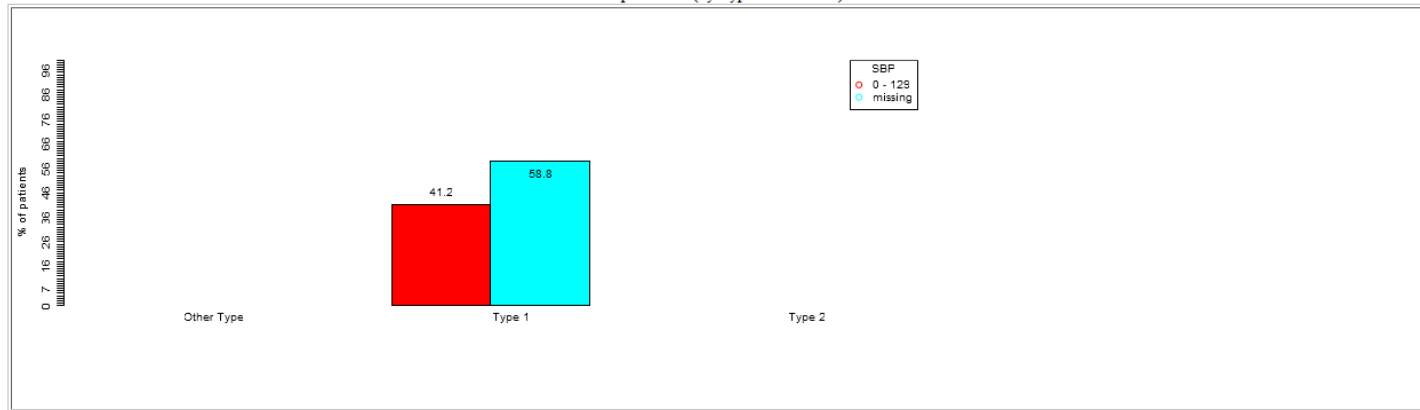 SBP
0 - 129
missing
96
86
76
66
56
46
36
26
16
7
0
% of patients
41.2
58.8
Other Type
Type 1
Type 2